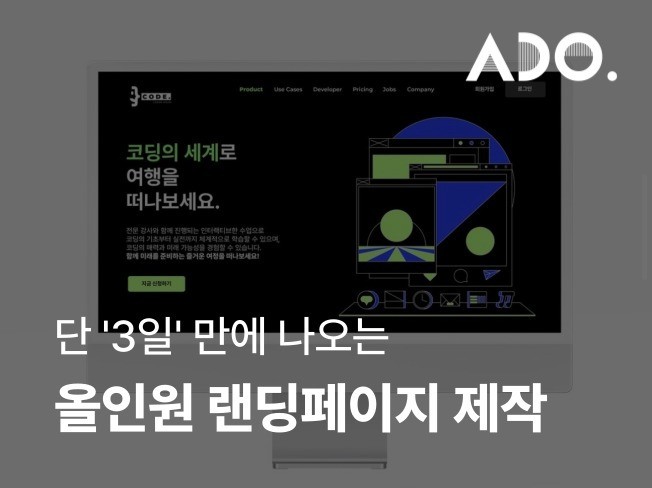 ADO.
CODE.
Product Use Cases Developer Pricing Jobs Company 회원가입 로그인
코딩의 세계로
여행을
떠나보세요.
전문 강사와 함께 진행되는 인터랙티브한 수업으로
코딩의 기초부터 실전까지 체계적으로 학습할 수 있으며,
코딩의 매력과 미래 가능성을 경험할 수 있습니다.
함께 미래를 준비하는 즐거운 여정을 떠나보세요!
지금 신청하기
단 '3일' 만에 나오는
올인원 랜딩페이지 제작